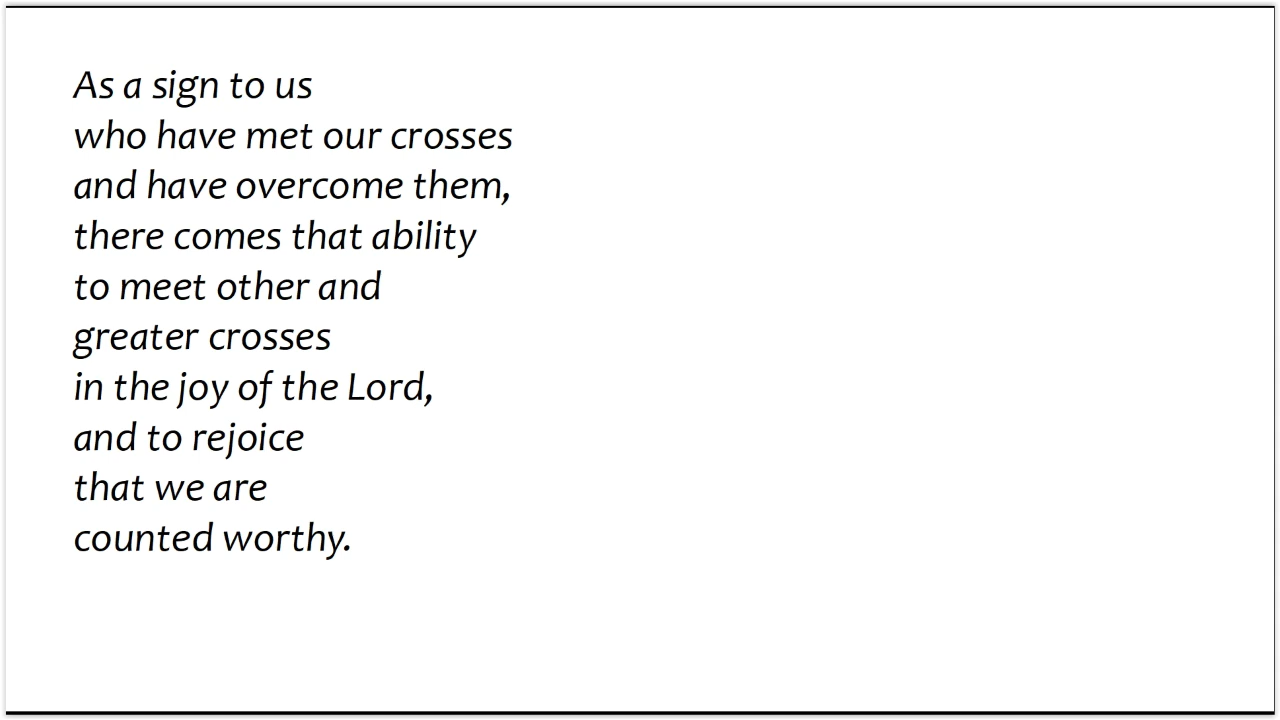 As a sign to us
who have met our crosses
and have overcome them,
there comes that ability
to meet other and
greater crosses
in the joy of the Lord,
and to rejoice
that we are
counted worthy.